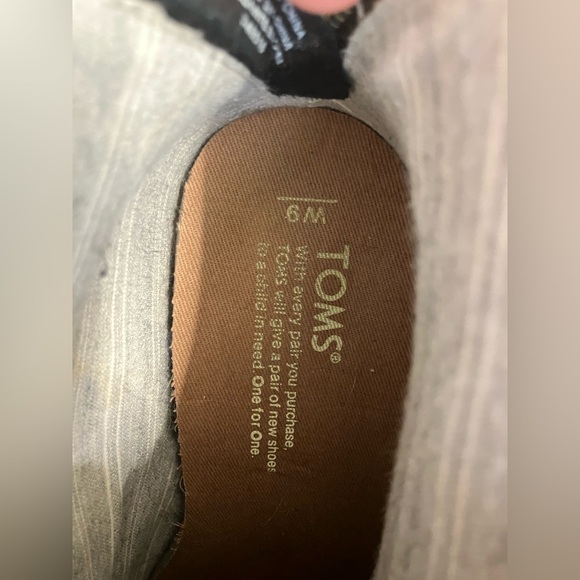 W9
TOMS®
With every pair you purchase,
TOMS will give a pair of new shoes
to a child in need. One for One.